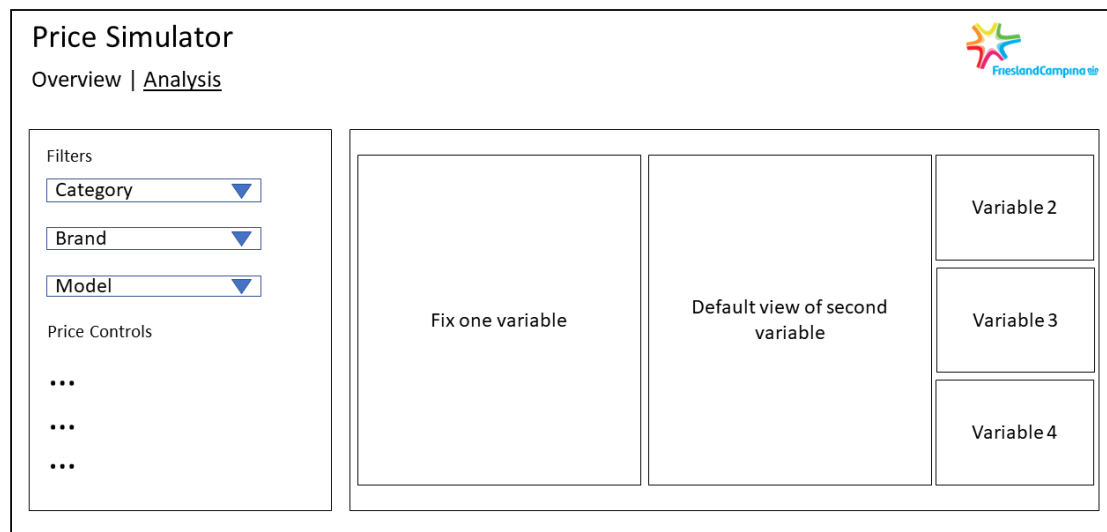 Price Simulator
Overview | Analysis
FrieslandCampina
Filters
Category
Brand
Model
Price Controls
...
...
...
Fix one variable
Default view of second
variable
Variable 2
Variable 3
Variable 4